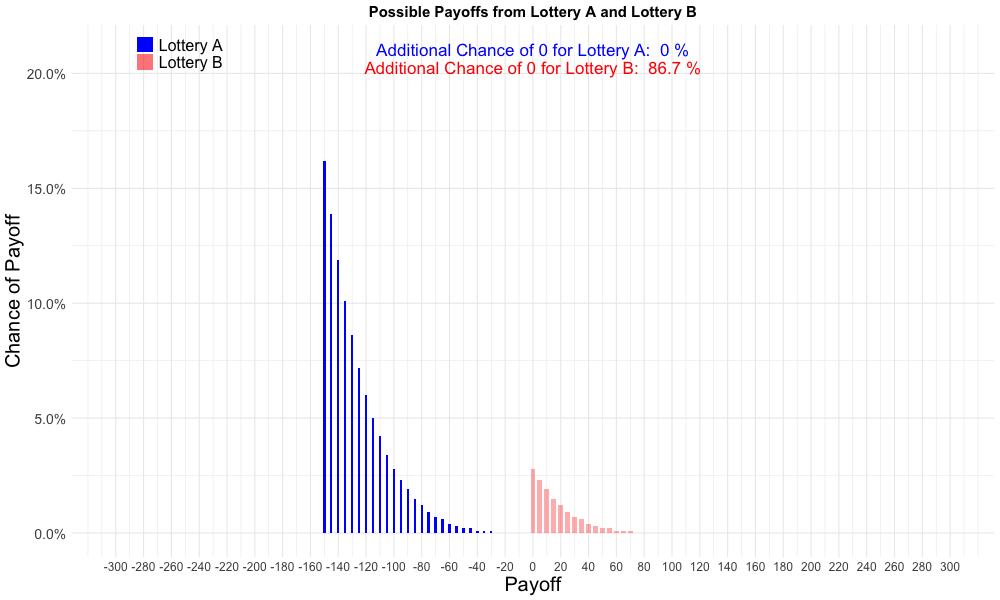 Possible Payoffs from Lottery A and Lottery B
Lottery A
Lottery B
Additional Chance of 0 for Lottery A:  0 %
Additional Chance of 0 for Lottery B:  86.7 %
Chance of Payoff
20.0%
15.0%
10.0%
5.0%
0.0%
-300 -280 -260 -240 -220 -200 -180 -160 -140 -120 -100 -80 -60 -40 -20 0 20 40 60 80 100 120 140 160 180 200 220 240 260 280 300
Payoff